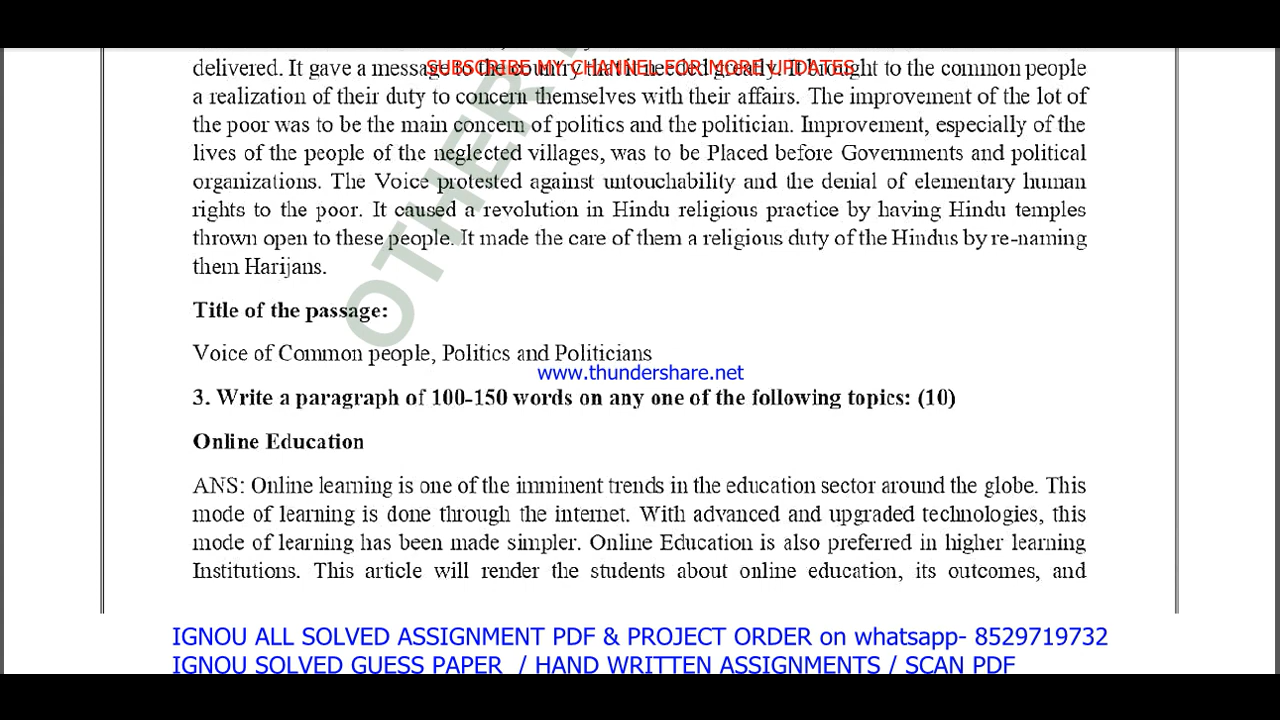 delivered. It gave a message to the country that it needed greatly. It brought to the common people
SUBSCRIBE MY CHANNEL FOR MORE UPDATES
a realization of their duty to concern themselves with their affairs. The improvement of the lot of
the poor was to be the main concern of politics and the politician. Improvement, especially of the
lives of the people of the neglected villages, was to be Placed before Governments and political
organizations. The Voice protested against untouchability and the denial of elementary human
rights to the poor. It caused a revolution in Hindu religious practice by having Hindu temples
thrown open to these people. It made the care of them a religious duty of the Hindus by re-naming
them Harijans.
OTHER
Title of the passage:
Voice of Common people, Politics and Politicians
www.thundershare.net
3. Write a paragraph of 100-150 words on any one of the following topics: (10)
Online Education
ANS: Online learning is one of the imminent trends in the education sector around the globe. This
mode of learning is done through the internet. With advanced and upgraded technologies, this
mode of learning has been made simpler. Online Education is also preferred in higher learning
Institutions. This article will render the students about online education, its outcomes, and
IGNOU ALL SOLVED ASSIGNMENT PDF & PROJECT ORDER on whatsapp- 8529719732
IGNOU SOLVED GUESS PAPER / HAND WRITTEN ASSIGNMENTS / SCAN PDF